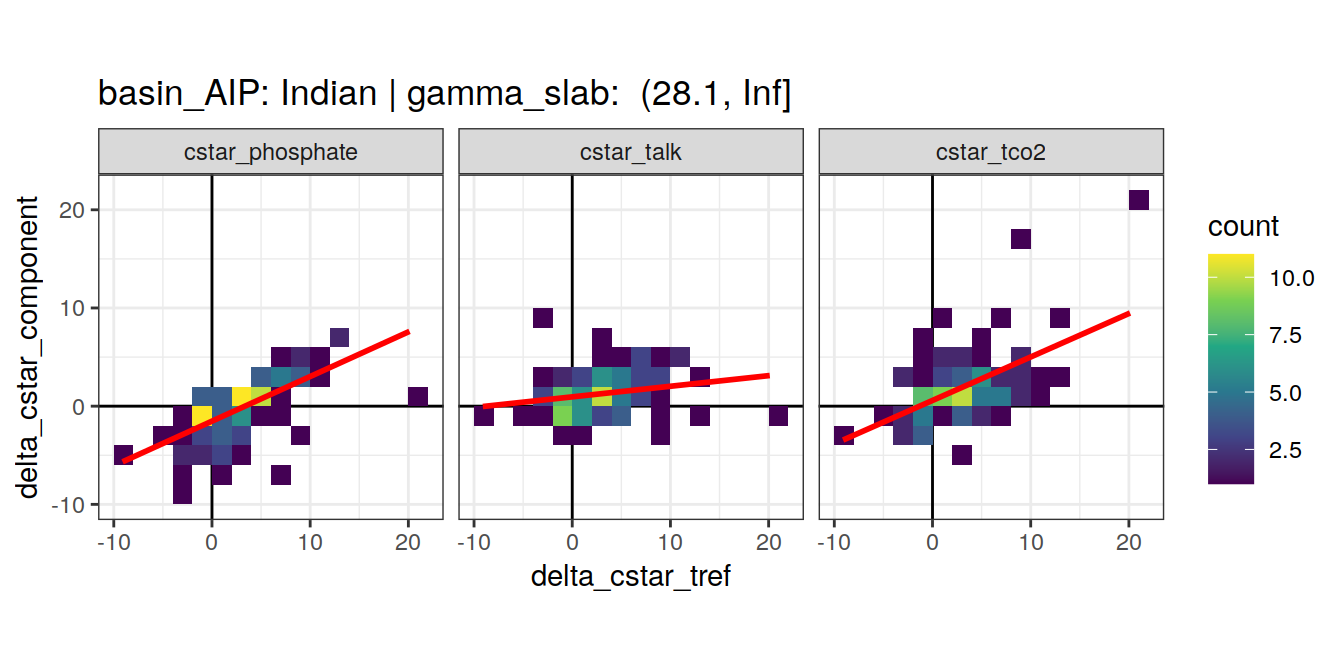 basin_AIP: Indian | gamma_slab:  (28.1, Inf]
cstar_phosphate
cstar_talk
cstar_tco2
delta_cstar_component
20
10
0
-10
-10 0 10 20
-10 0 10 20
-10 0 10 20
delta_cstar_tref
count
10.0
7.5
5.0
2.5